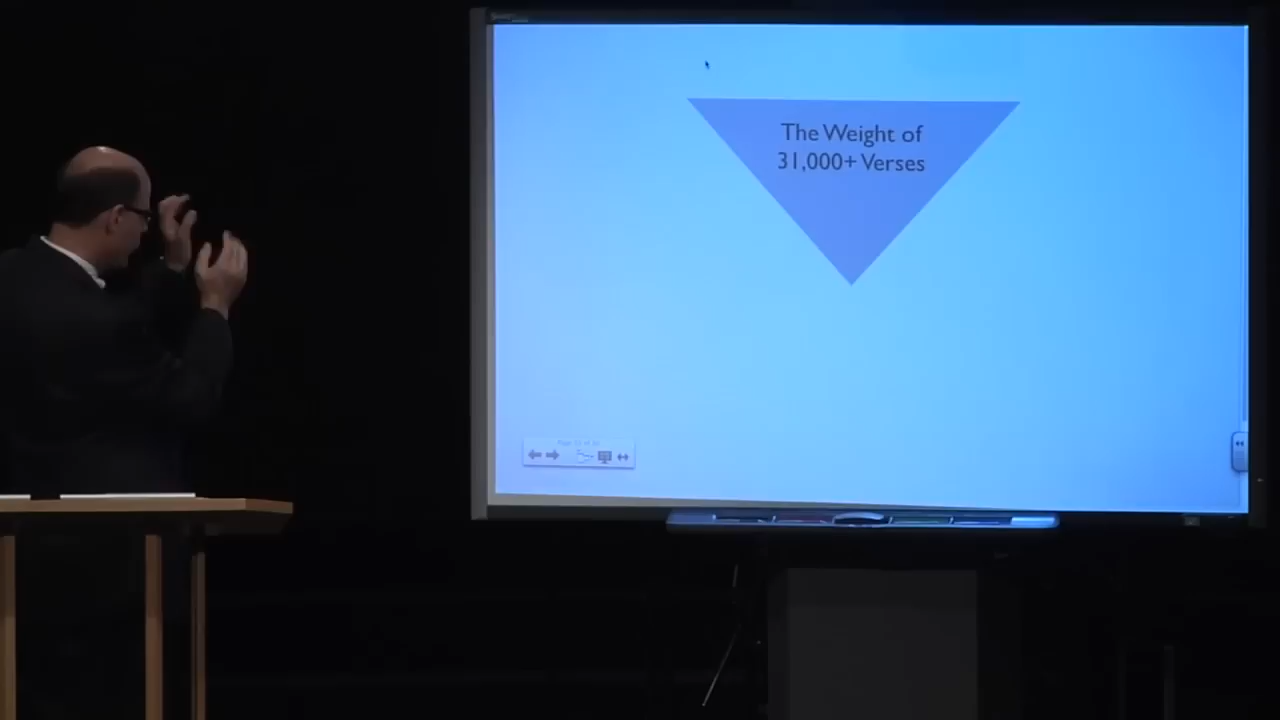 The Weight of
31,000+ Verses